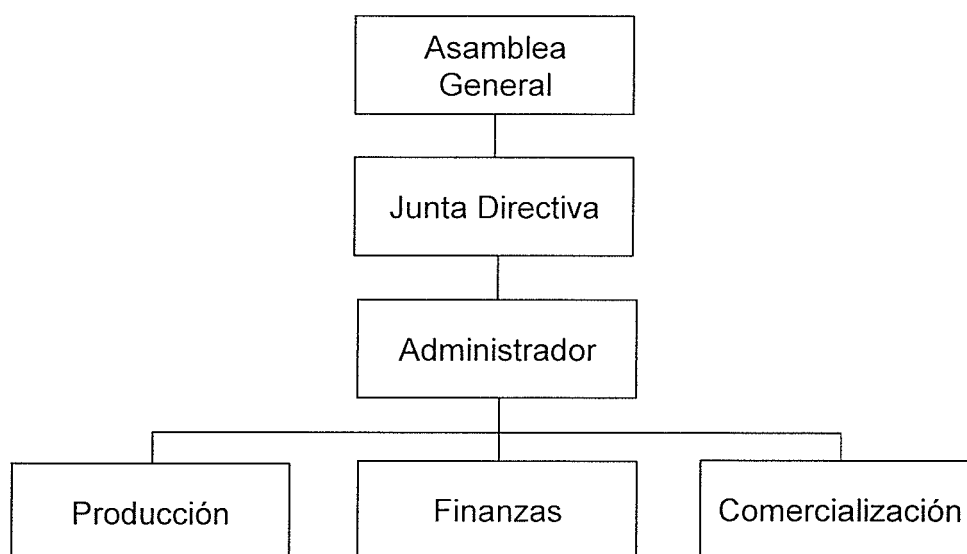 Asamblea
General
Junta Directiva
Administrador
Producción
Finanzas
Comercialización